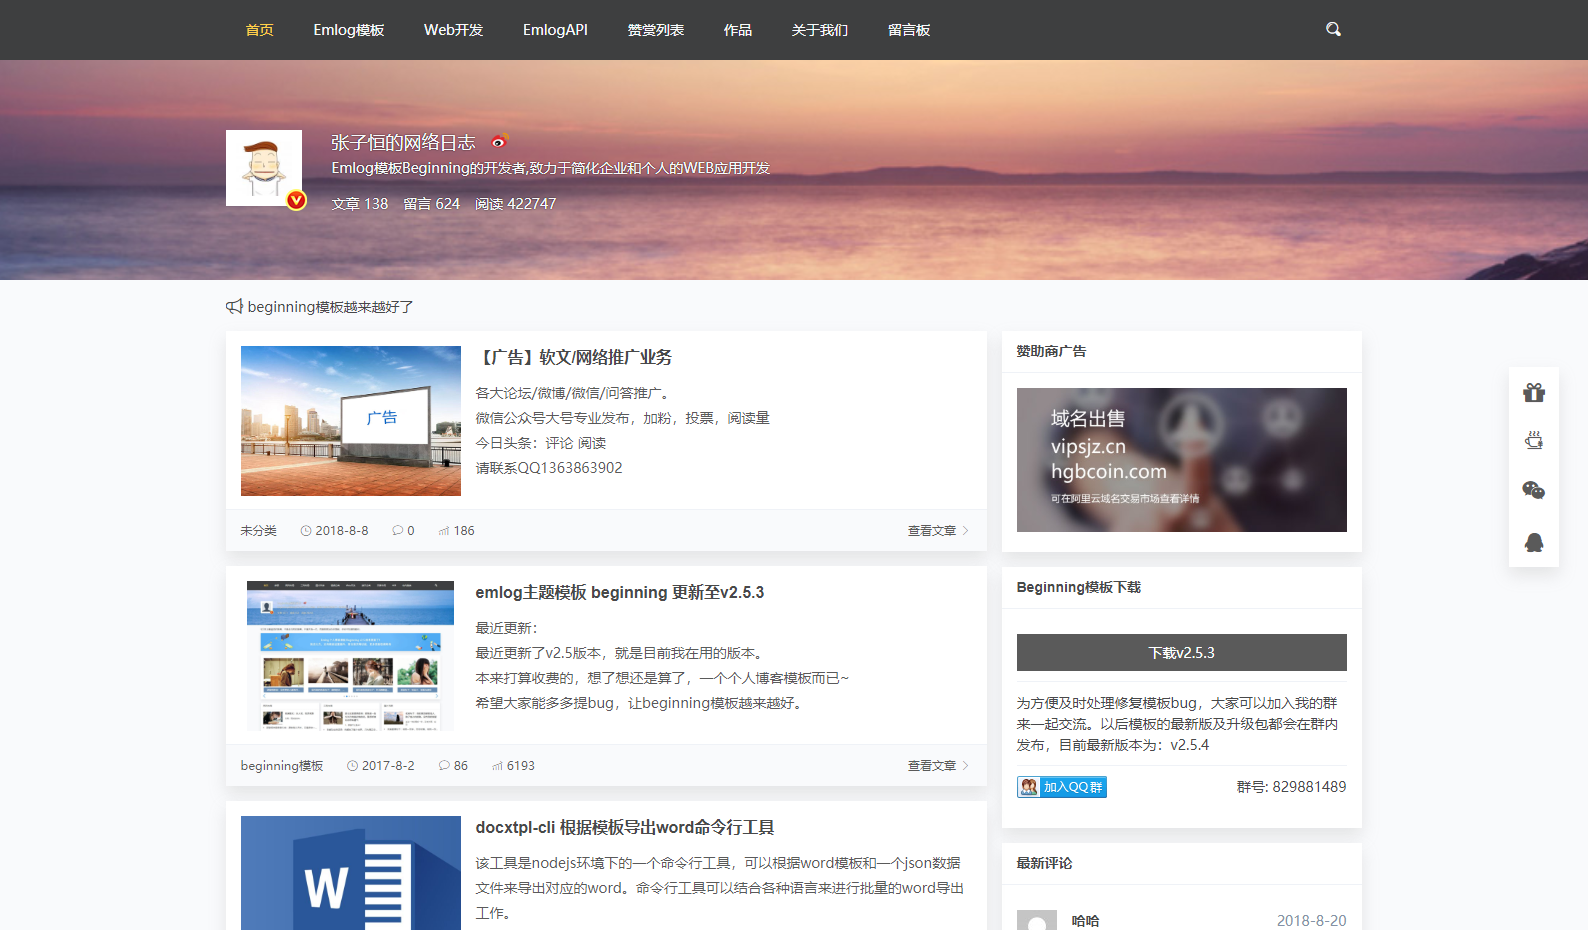 首页 Emlog模板 Web开发 EmlogAPI 赞赏列表 作品 关于我们 留言板
张子恒的网络日志
Emlog模板Beginning的开发者,致力于简化企业和个人的WEB应用开发
文章 138 留言 624 阅读 422747
beginning模板越来越好了
广告
【广告】软文/网络推广业务
各大论坛/微博/微信/问答推广。
微信公众号大号专业发布，加粉，投票，阅读量
今日头条：评论 阅读
请联系QQ1363863902
未分类 2018-8-8 0 186 查看文章
emlog主题模板 beginning 更新至v2.5.3
最近更新：
最近更新了v2.5版本，就是目前我在用的版本。
本来打算收费的，想了想还是算了，一个个人博客模板而已~
希望大家能多多提bug，让beginning模板越来越好。
beginning模板 2017-8-2 86 6193 查看文章
W
docxtpl-cli 根据模板导出word命令行工具
该工具是nodejs环境下的一个命令行工具，可以根据word模板和一个json数据
文件来导出对应的word。命令行工具可以结合各种语言来进行批量的word导出
工作。
赞助商广告
域名出售
vipsjz.cn
hgbcoin.com
可在阿里云域名交易市场查看详情
Beginning模板下载
下载v2.5.3
为方便及时处理修复模板bug，大家可以加入我的群
来一起交流。以后模板的最新版及升级包都会在群内
发布，目前最新版本为：v2.5.4
加入QQ群 群号: 829881489
最新评论
哈哈 2018-8-20